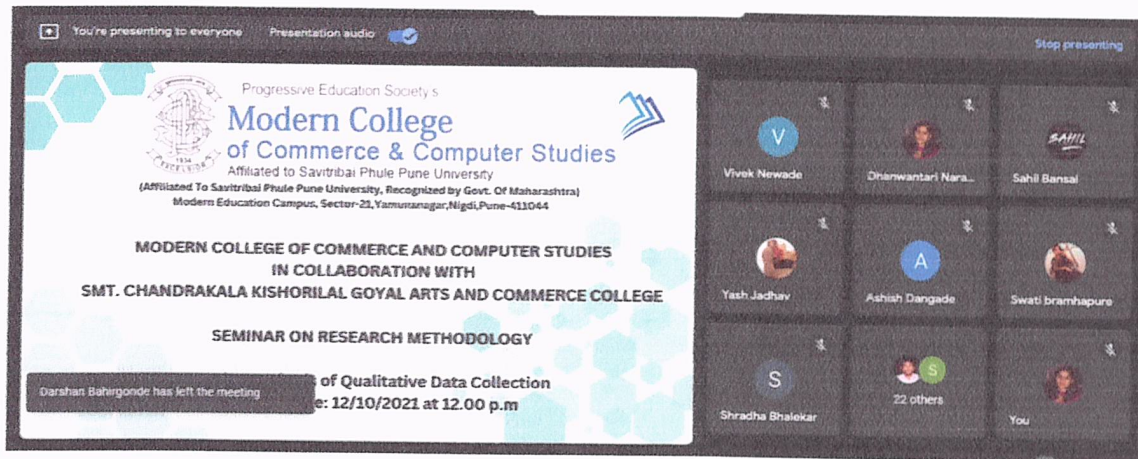 You're presenting to everyone Presentation audio
Stop presenting
Progressive Education Society s
Modern College
of Commerce & Computer Studies
Affiliated to Savitribai Phule Pune University
(Affiliated To Savitribai Phule Pune University, Recognized by Govt. Of Maharashtra)
Modern Education Campus, Sector-21,Yamunanagar,Nigdi,Pune-411044
1934
EXCELSIOR
MODERN COLLEGE OF COMMERCE AND COMPUTER STUDIES
IN COLLABORATION WITH
SMT. CHANDRAKALA KISHORILAL GOYAL ARTS AND COMMERCE COLLEGE
SEMINAR ON RESEARCH METHODOLOGY
of Qualitative Data Collection
e: 12/10/2021 at 12.00 p.m
Darshan Bahirgonde has left the meeting
V
Vivek Newade
Dhanwantari Nara...
SAHIL
Sahil Bansal
Yash Jadhav
A
Ashish Dangade
Swati bramhapure
S
Shradha Bhalekar
S
22 others
You